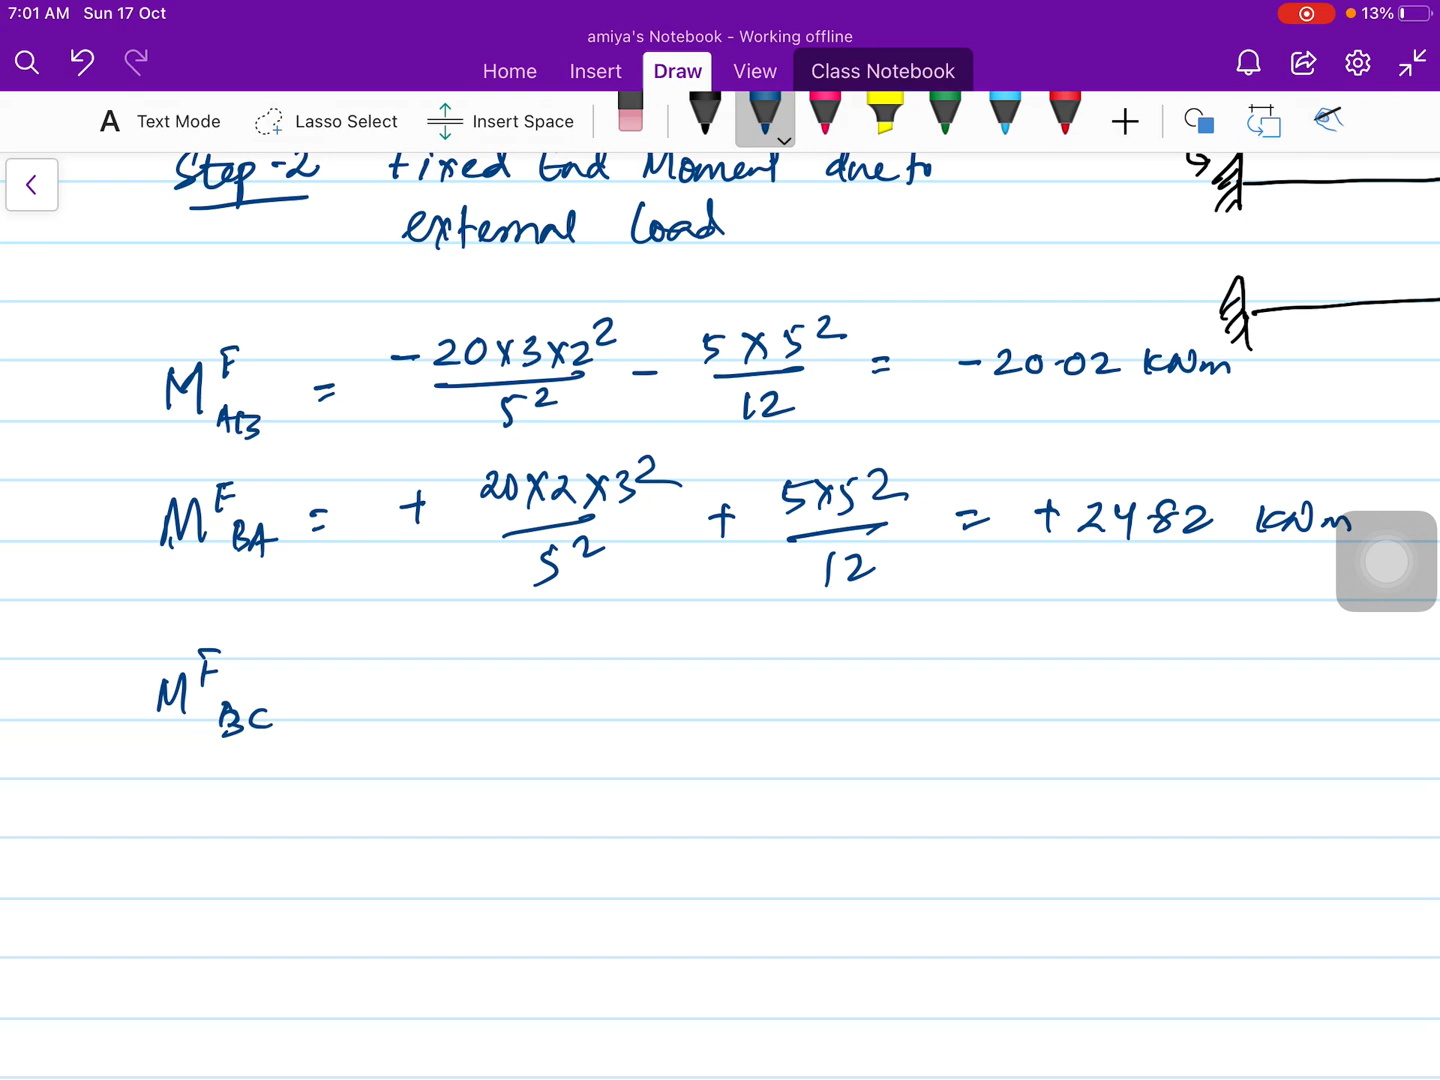 7:01 AM Sun 17 Oct 13%
amiya's Notebook - Working offline
Home Insert Draw View Class Notebook
A Text Mode Lasso Select Insert Space
Step-2 Fixed End Moment due to
external load
M^F_AB = - 20×3×2²/5² - 5×5²/12 = -20.02 KNm
M^F_BA = + 20×2×3²/5² + 5×5²/12 = + 24.82 KNm
M^F_BC